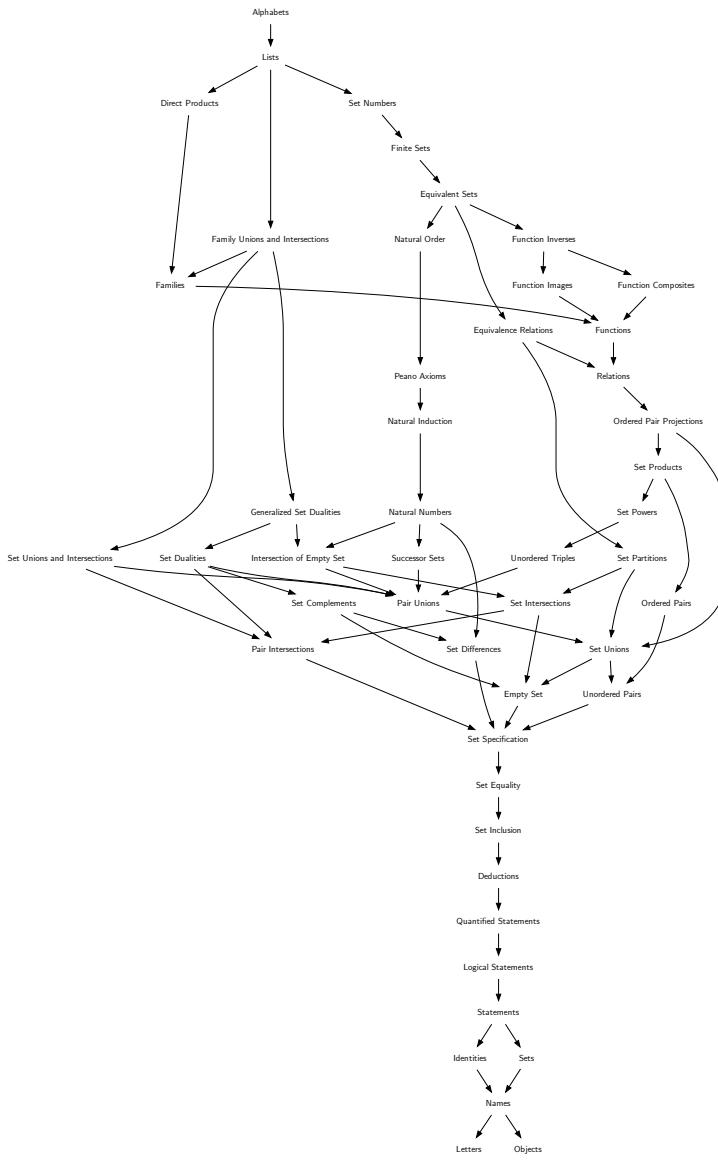 Alphabets
Lists
Direct Products
Set Numbers
Finite Sets
Equivalent Sets
Family Unions and Intersections
Natural Order
Function Inverses
Families
Function Images
Function Composites
Equivalence Relations
Functions
Peano Axioms
Relations
Natural Induction
Ordered Pair Projections
Set Products
Generalized Set Dualities
Natural Numbers
Set Powers
Set Unions and Intersections
Set Dualities
Intersection of Empty Set
Successor Sets
Unordered Triples
Set Partitions
Set Complements
Pair Unions
Set Intersections
Ordered Pairs
Pair Intersections
Set Differences
Set Unions
Empty Set
Unordered Pairs
Set Specification
Set Equality
Set Inclusion
Deductions
Quantified Statements
Logical Statements
Statements
Identities
Sets
Names
Letters
Objects